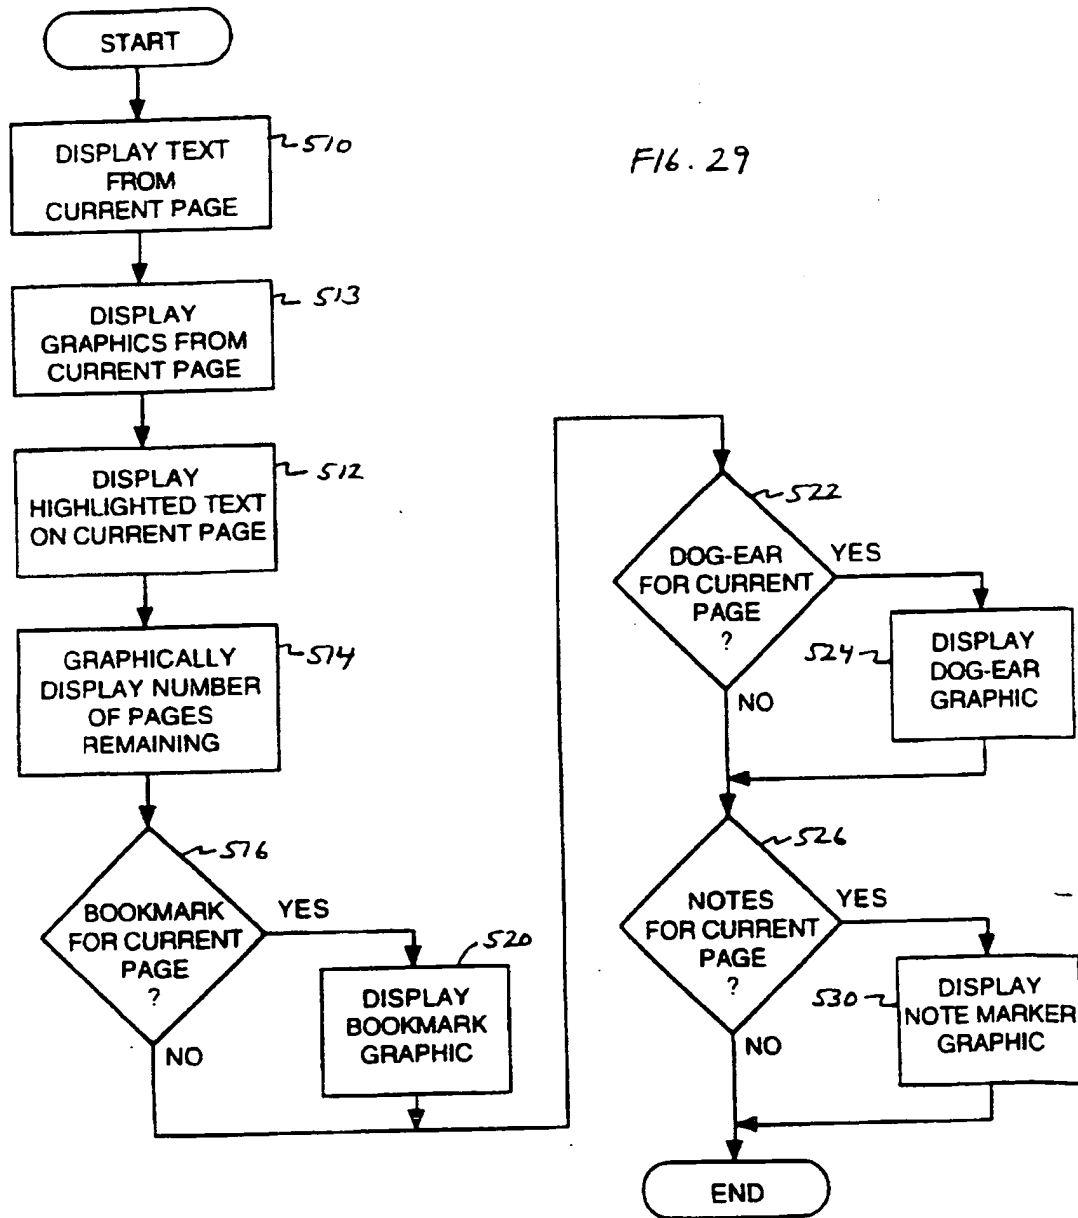 START
DISPLAY TEXT
FROM
CURRENT PAGE
510
FIG. 29
DISPLAY
GRAPHICS FROM
CURRENT PAGE
513
DISPLAY
HIGHLIGHTED TEXT
ON CURRENT PAGE
512
GRAPHICALLY
DISPLAY NUMBER
OF PAGES
REMAINING
514
516
BOOKMARK
FOR CURRENT
PAGE
?
YES
NO
520
DISPLAY
BOOKMARK
GRAPHIC
522
DOG-EAR
FOR CURRENT
PAGE
?
YES
NO
524
DISPLAY
DOG-EAR
GRAPHIC
526
NOTES
FOR CURRENT
PAGE
?
YES
NO
530
DISPLAY
NOTE MARKER
GRAPHIC
END